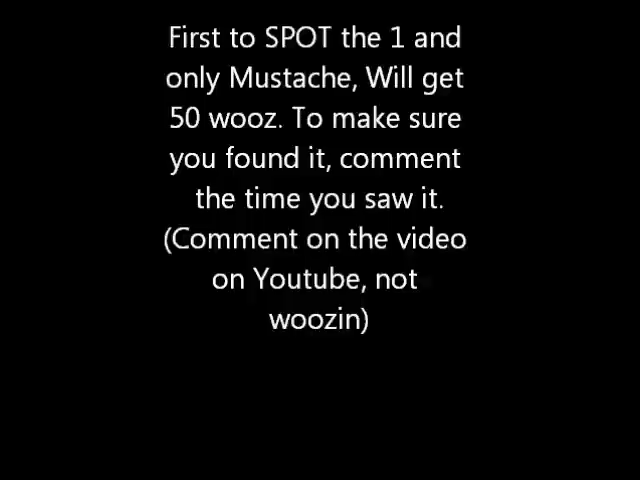 First to SPOT the 1 and
only Mustache, Will get
50 wooz. To make sure
you found it, comment
the time you saw it.
(Comment on the video
on Youtube, not
woozin)